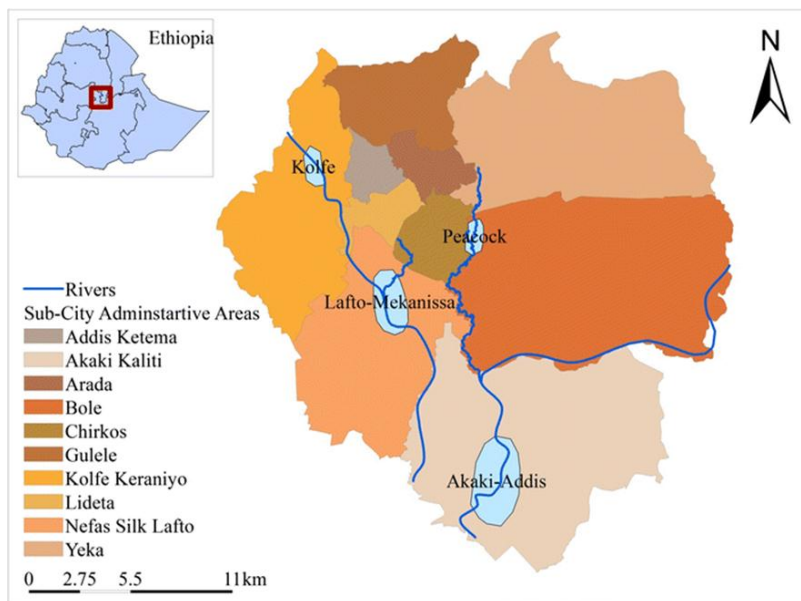 Ethiopia
N
Kolfe
Peacock
Lafto-Mekanissa
Akaki-Addis
Rivers
Sub-City Adminstartive Areas
Addis Ketema
Akaki Kaliti
Arada
Bole
Chirkos
Gulele
Kolfe Keraniyo
Lideta
Nefas Silk Lafto
Yeka
0 2.75 5.5 11km